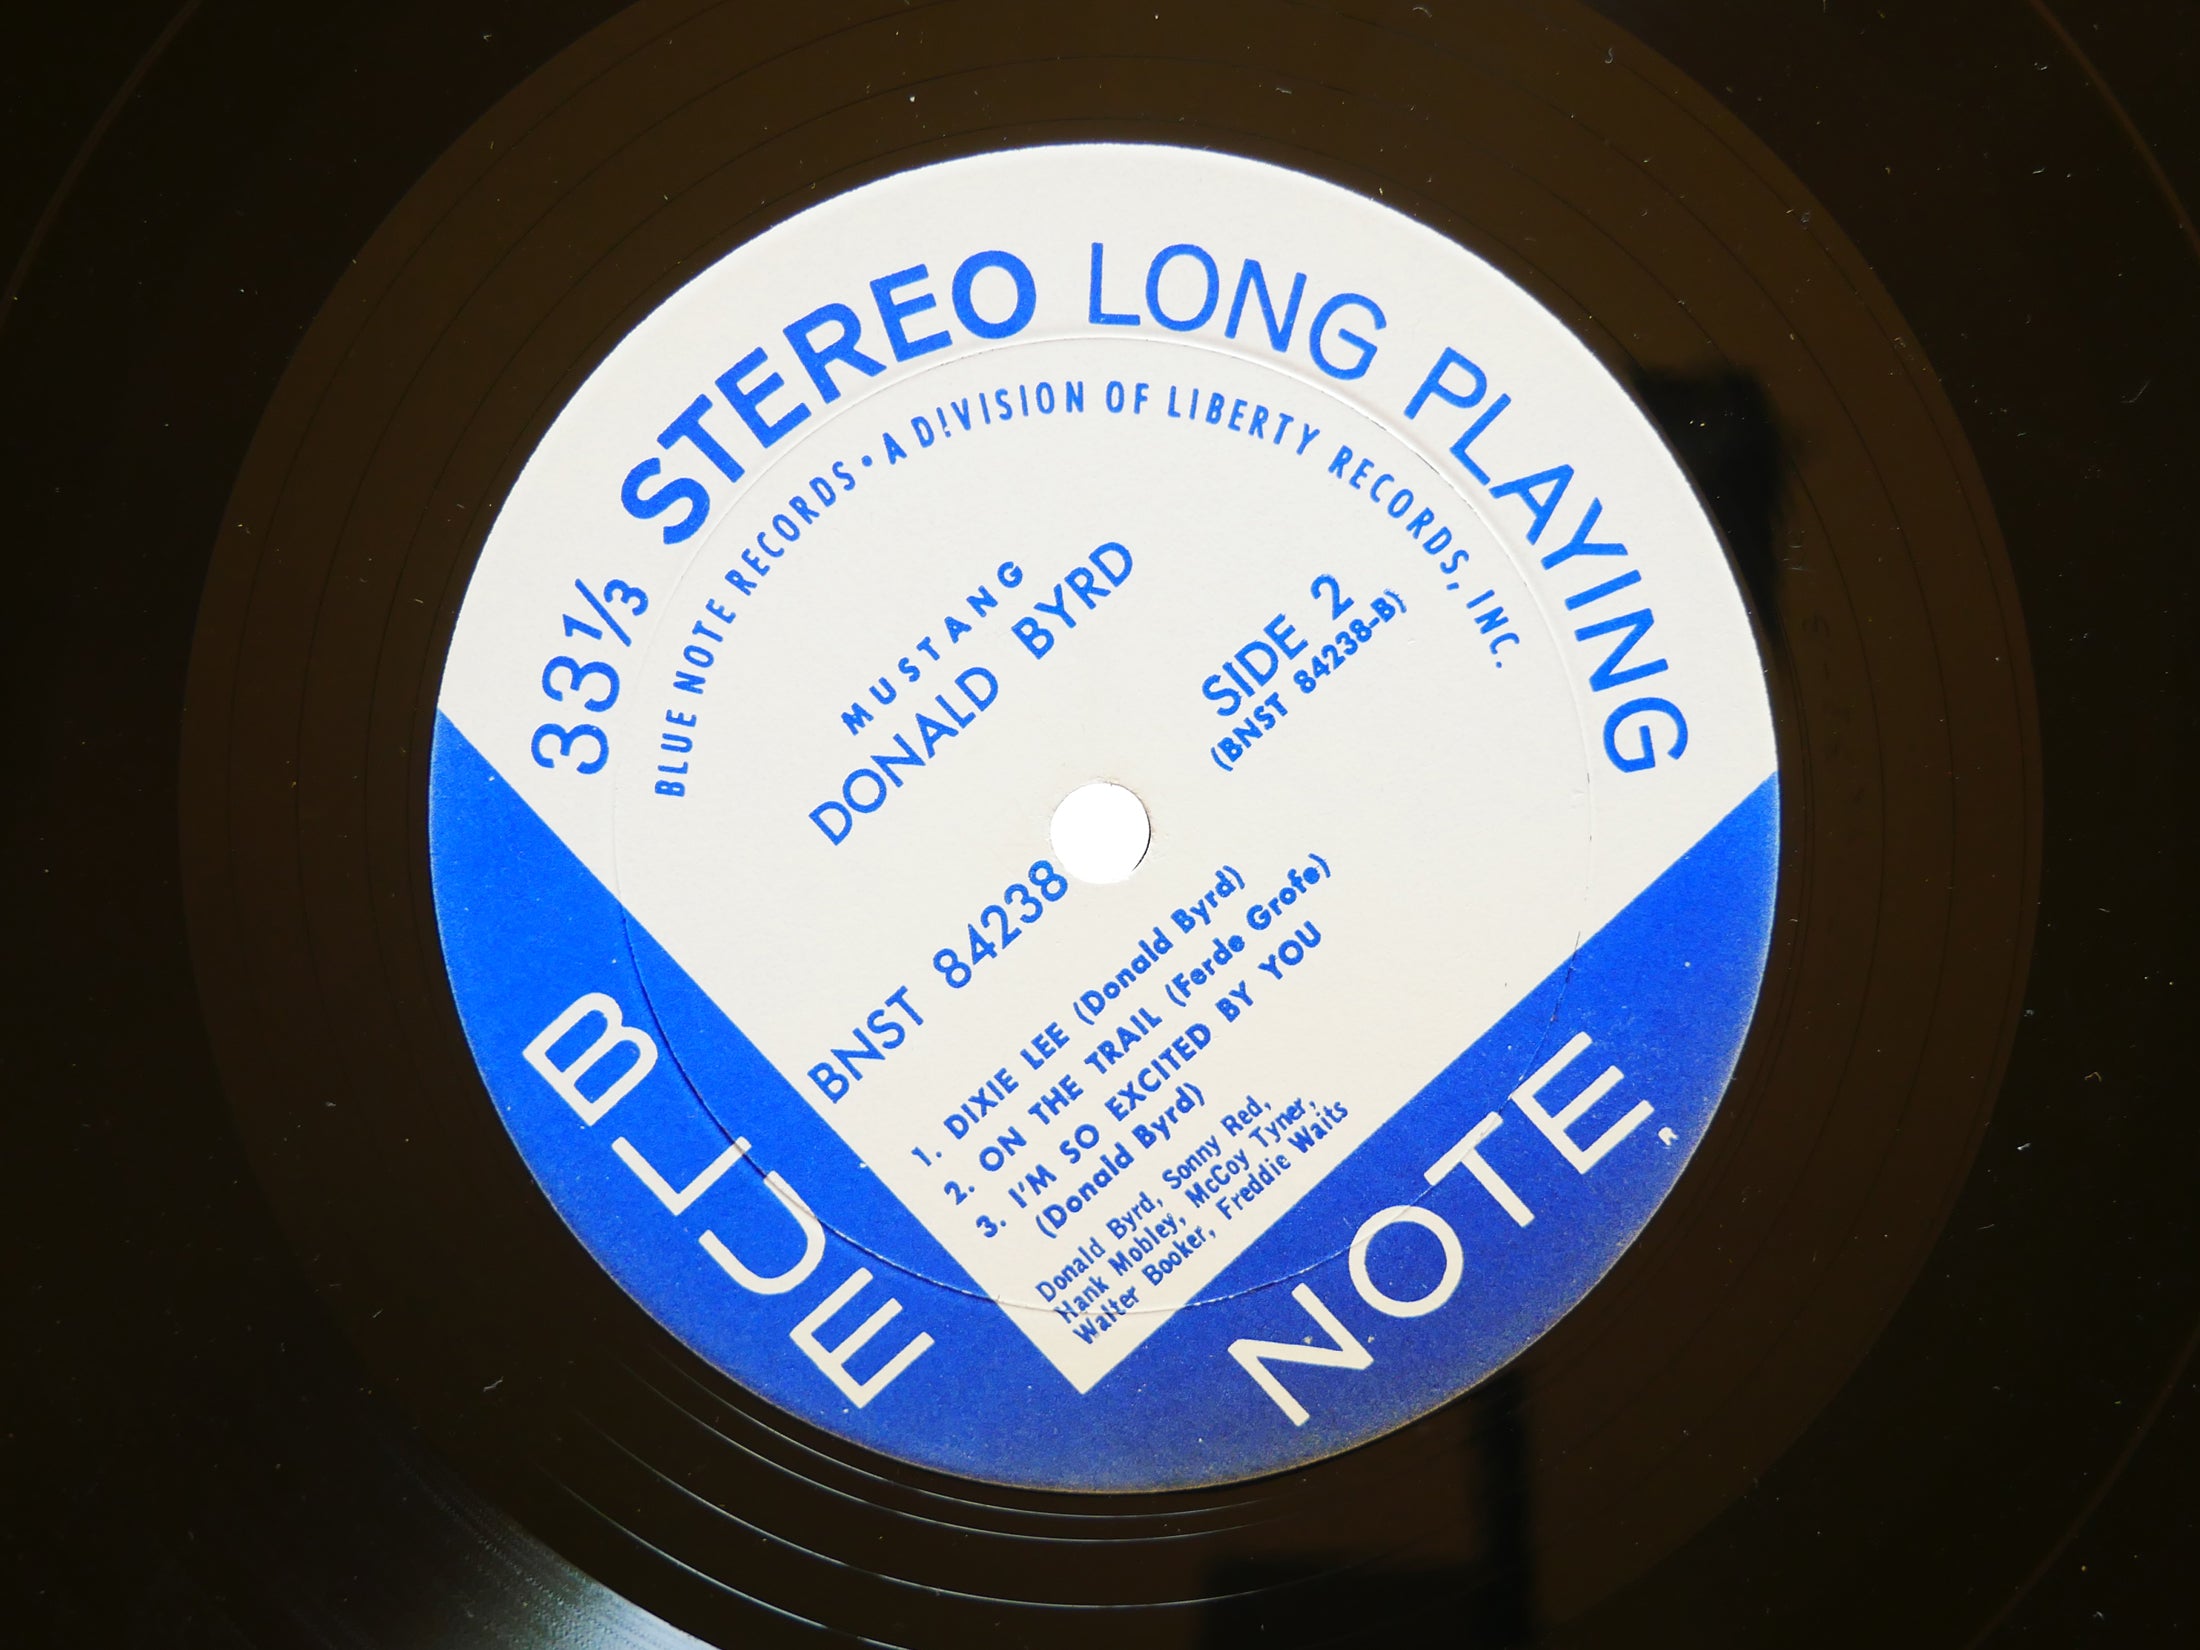 33⅓ STEREO LONG PLAYING
BLUE NOTE RECORDS • A DIVISION OF LIBERTY RECORDS, INC.
MUSTANG
DONALD BYRD
SIDE 2
(BNST 84238-B)
BNST 84238
1. DIXIE LEE (Donald Byrd)
2. ON THE TRAIL (Ferde Grofe)
3. I'M SO EXCITED BY YOU
(Donald Byrd)
Donald Byrd, Sonny Red,
Hank Mobley, McCoy Tyner,
Walter Booker, Freddie Waits
BLUE NOTE R